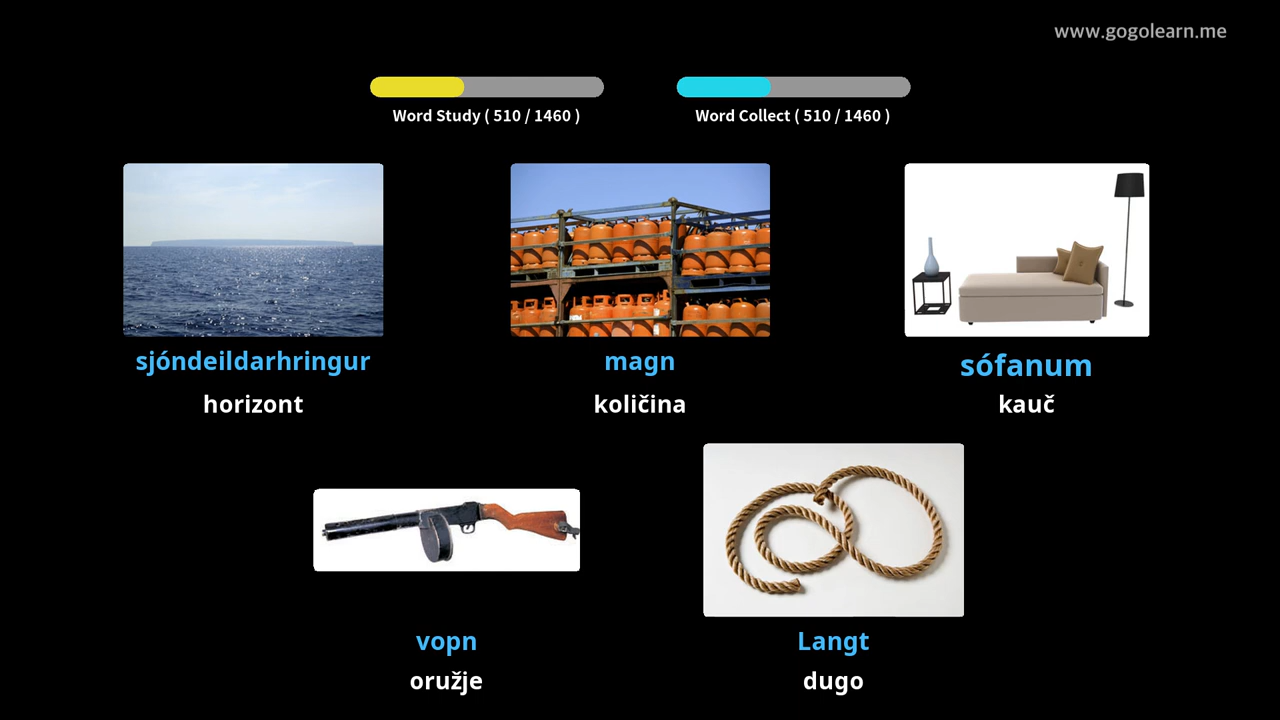 www.gogolearn.me
Word Study ( 510 / 1460 )
Word Collect ( 510 / 1460 )
sjóndeildarhringur
magn
sófanum
horizont
količina
kauč
vopn
Langt
oružje
dugo